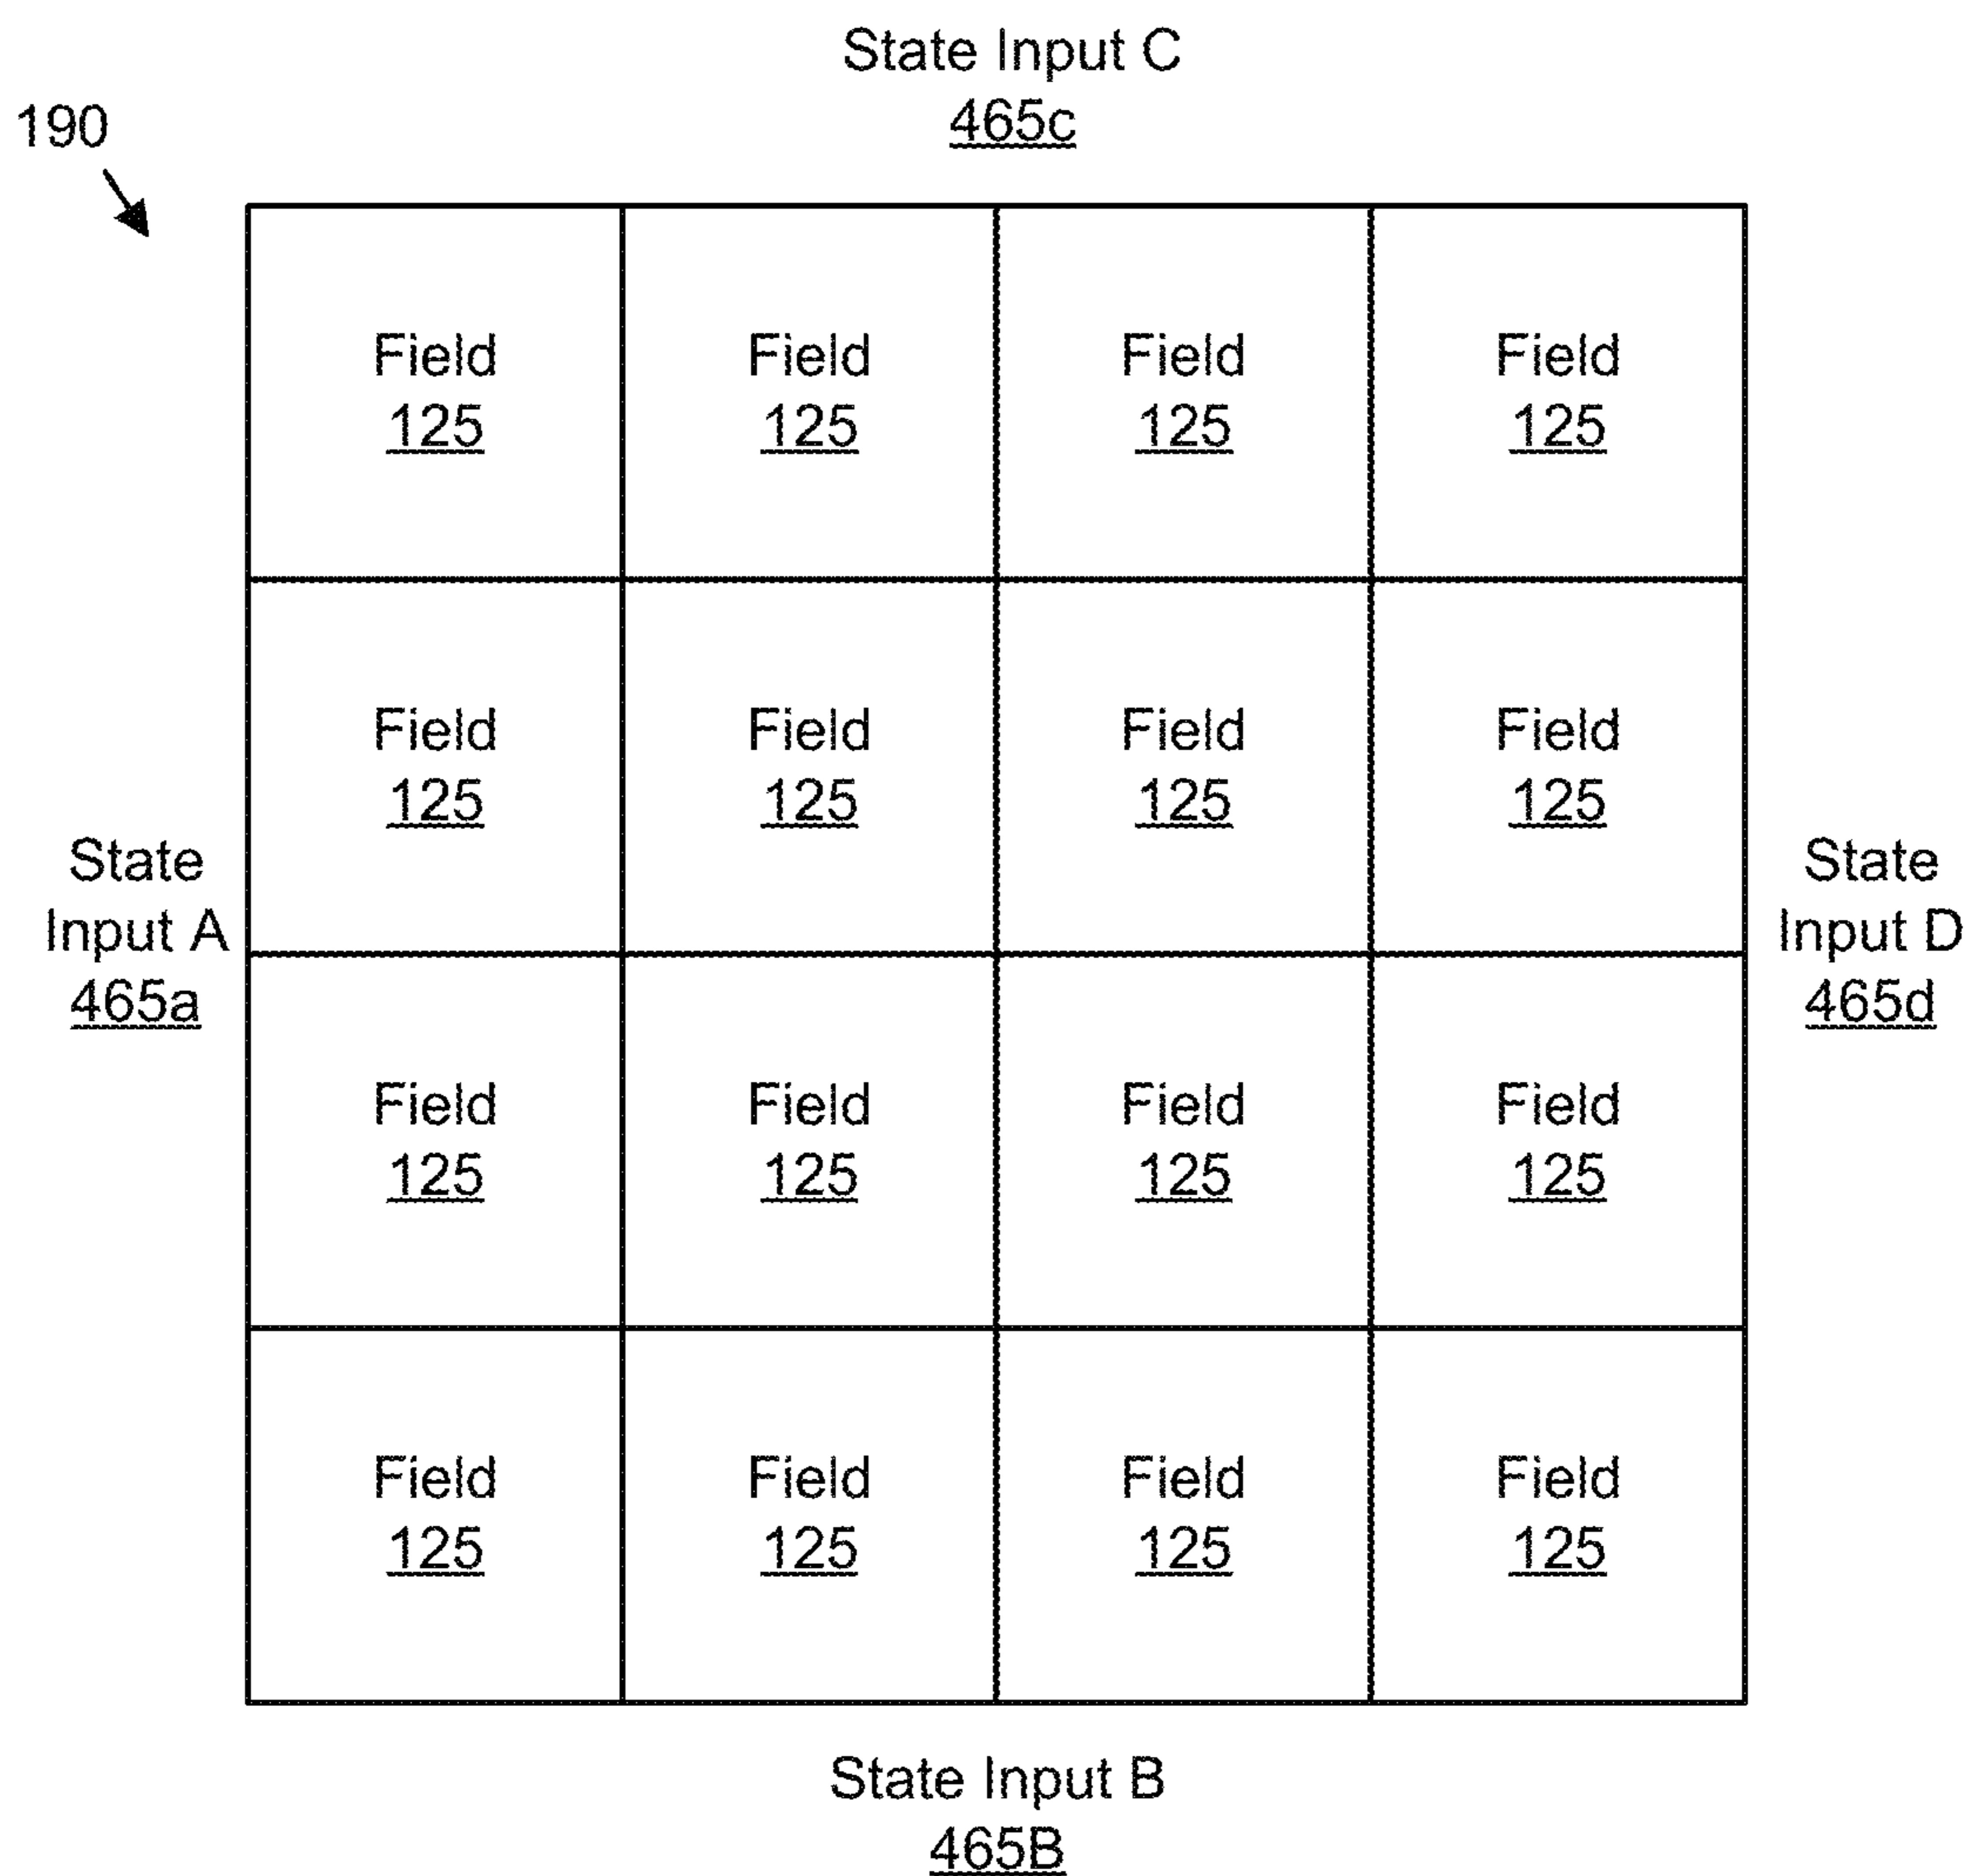 State Input C
465c
190
Field Field Field Field
125 125 125 125
Field Field Field Field
125 125 125 125
State
Input A
465a
State
Input D
465d
Field Field Field Field
125 125 125 125
Field Field Field Field
125 125 125 125
State Input B
465B